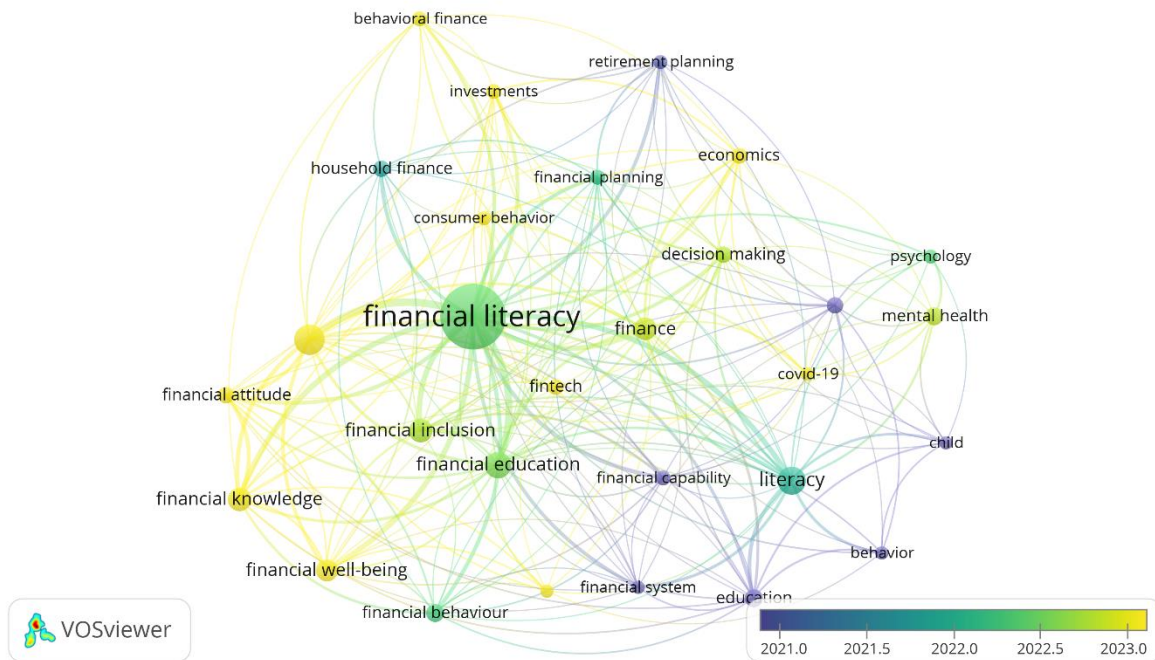 behavioral finance
retirement planning
investments
economics
household finance
financial planning
consumer behavior
decision making
psychology
financial literacy
finance
mental health
covid-19
fintech
financial attitude
financial inclusion
child
financial education
financial capability
literacy
financial knowledge
behavior
financial well-being
financial system
education
financial behaviour
VOSviewer
2021.0 2021.5 2022.0 2022.5 2023.0